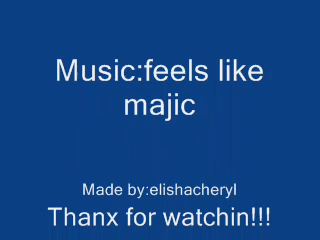 Music:feels like
majic
Made by:elishacheryl
Thanx for watchin!!!